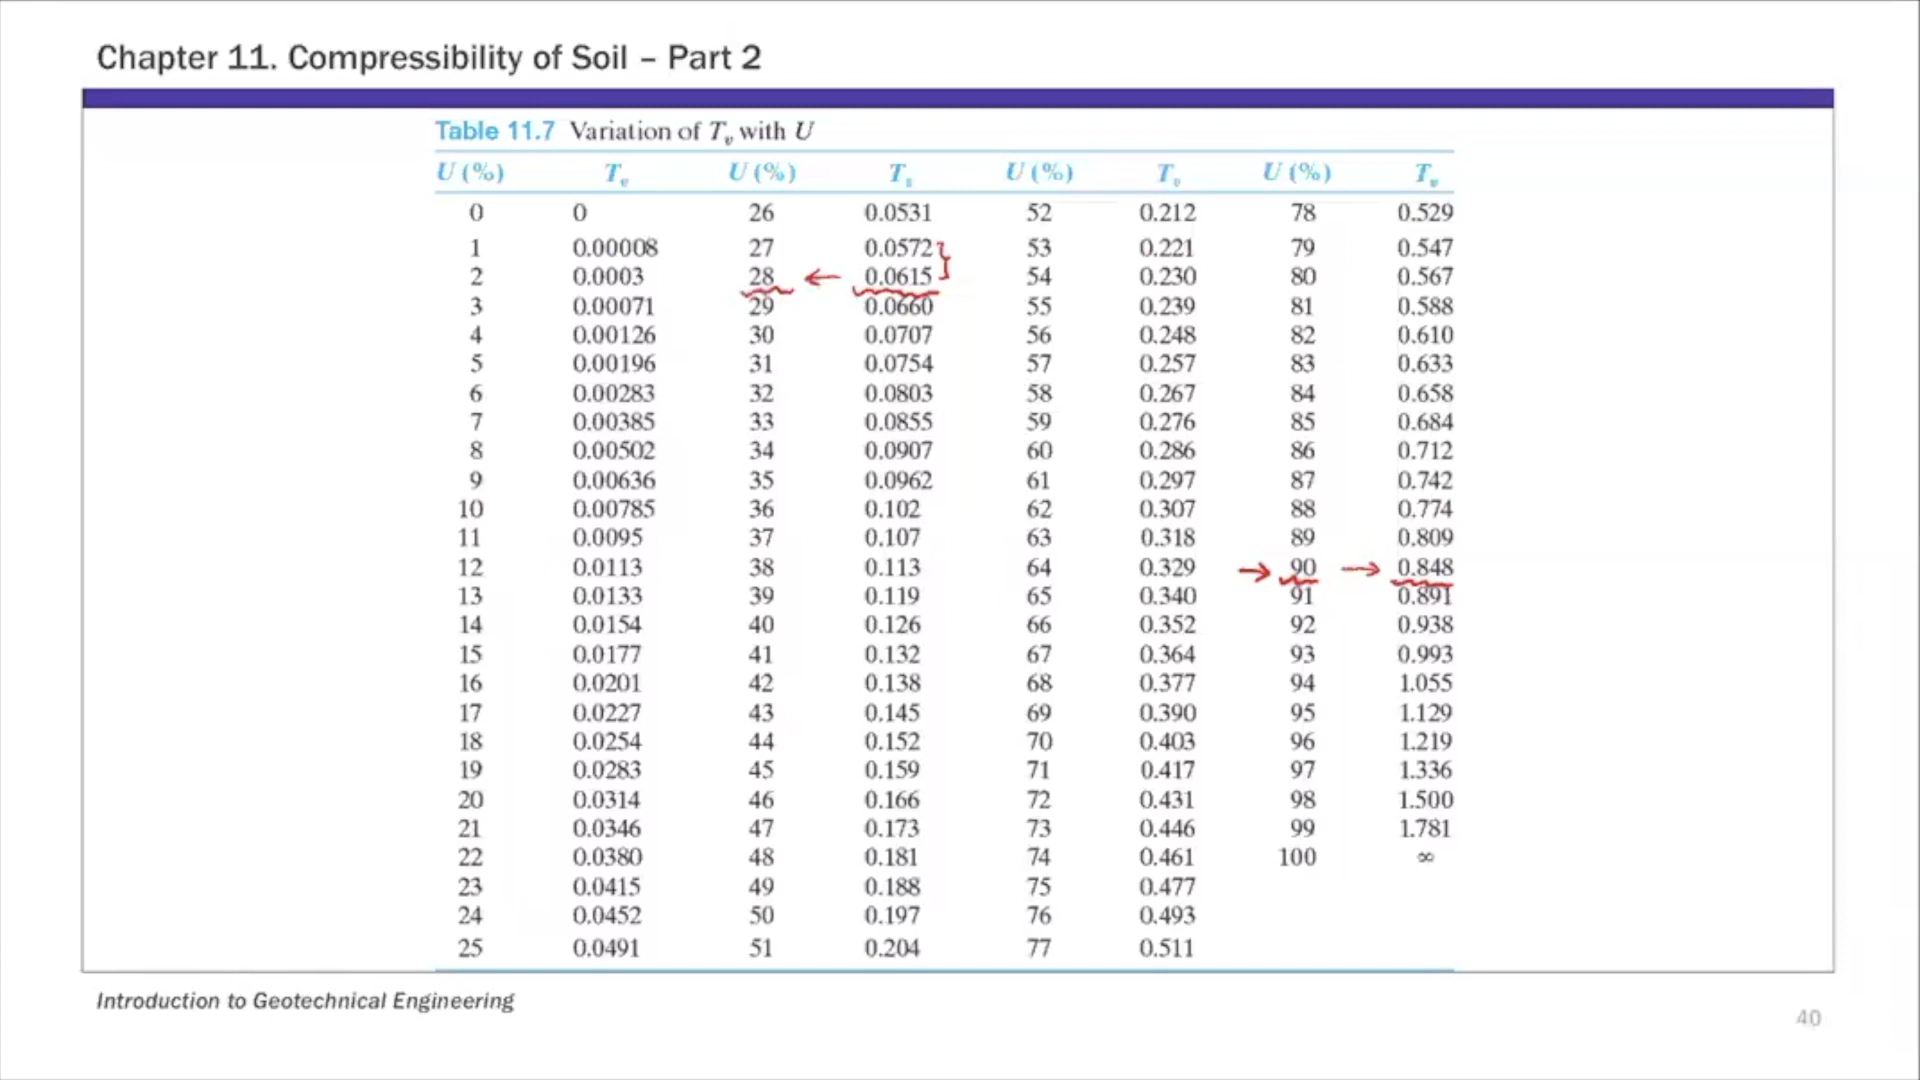 Chapter 11. Compressibility of Soil – Part 2
Table 11.7 Variation of Tv with U
U (%) Tv U (%) Tv U (%) Tv U (%) Tv
0 0 26 0.0531 52 0.212 78 0.529
1 0.00008 27 0.0572 53 0.221 79 0.547
2 0.0003 28 ← 0.0615 54 0.230 80 0.567
3 0.00071 29 0.0660 55 0.239 81 0.588
4 0.00126 30 0.0707 56 0.248 82 0.610
5 0.00196 31 0.0754 57 0.257 83 0.633
6 0.00283 32 0.0803 58 0.267 84 0.658
7 0.00385 33 0.0855 59 0.276 85 0.684
8 0.00502 34 0.0907 60 0.286 86 0.712
9 0.00636 35 0.0962 61 0.297 87 0.742
10 0.00785 36 0.102 62 0.307 88 0.774
11 0.0095 37 0.107 63 0.318 89 0.809
12 0.0113 38 0.113 64 0.329 → 90 → 0.848
13 0.0133 39 0.119 65 0.340 91 0.891
14 0.0154 40 0.126 66 0.352 92 0.938
15 0.0177 41 0.132 67 0.364 93 0.993
16 0.0201 42 0.138 68 0.377 94 1.055
17 0.0227 43 0.145 69 0.390 95 1.129
18 0.0254 44 0.152 70 0.403 96 1.219
19 0.0283 45 0.159 71 0.417 97 1.336
20 0.0314 46 0.166 72 0.431 98 1.500
21 0.0346 47 0.173 73 0.446 99 1.781
22 0.0380 48 0.181 74 0.461 100 ∞
23 0.0415 49 0.188 75 0.477
24 0.0452 50 0.197 76 0.493
25 0.0491 51 0.204 77 0.511
Introduction to Geotechnical Engineering
40